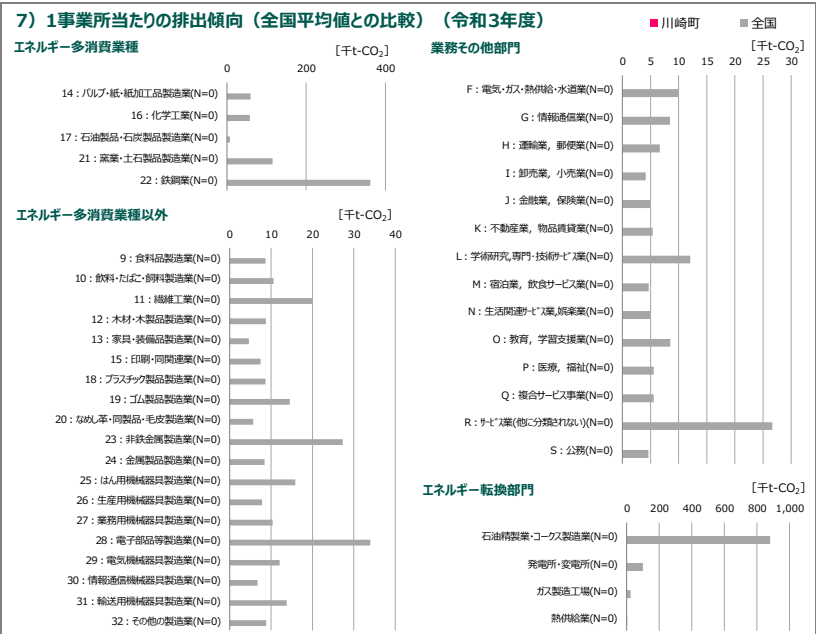 7）1事業所当たりの排出傾向（全国平均値との比較）（令和3年度）
■川崎町 ■全国
エネルギー多消費業種
[千t-CO₂]
0 200 400
14：パルプ・紙・紙加工品製造業(N=0)
16：化学工業(N=0)
17：石油製品・石炭製品製造業(N=0)
21：窯業・土石製品製造業(N=0)
22：鉄鋼業(N=0)
エネルギー多消費業種以外
[千t-CO₂]
0 10 20 30 40
9：食料品製造業(N=0)
10：飲料・たばこ・飼料製造業(N=0)
11：繊維工業(N=0)
12：木材・木製品製造業(N=0)
13：家具・装備品製造業(N=0)
15：印刷・同関連業(N=0)
18：プラスチック製品製造業(N=0)
19：ゴム製品製造業(N=0)
20：なめし革・同製品・毛皮製造業(N=0)
23：非鉄金属製造業(N=0)
24：金属製品製造業(N=0)
25：はん用機械器具製造業(N=0)
26：生産用機械器具製造業(N=0)
27：業務用機械器具製造業(N=0)
28：電子部品等製造業(N=0)
29：電気機械器具製造業(N=0)
30：情報通信機械器具製造業(N=0)
31：輸送用機械器具製造業(N=0)
32：その他の製造業(N=0)
業務その他部門
[千t-CO₂]
0 5 10 15 20 25 30
F：電気・ガス・熱供給・水道業(N=0)
G：情報通信業(N=0)
H：運輸業，郵便業(N=0)
I：卸売業，小売業(N=0)
J：金融業，保険業(N=0)
K：不動産業，物品賃貸業(N=0)
L：学術研究,専門・技術ｻｰﾋﾞｽ業(N=0)
M：宿泊業，飲食サービス業(N=0)
N：生活関連ｻｰﾋﾞｽ業,娯楽業(N=0)
O：教育，学習支援業(N=0)
P：医療，福祉(N=0)
Q：複合サービス事業(N=0)
R：ｻｰﾋﾞｽ業(他に分類されない)(N=0)
S：公務(N=0)
エネルギー転換部門
[千t-CO₂]
0 200 400 600 800 1,000
石油精製業・コークス製造業(N=0)
発電所・変電所(N=0)
ガス製造工場(N=0)
熱供給業(N=0)